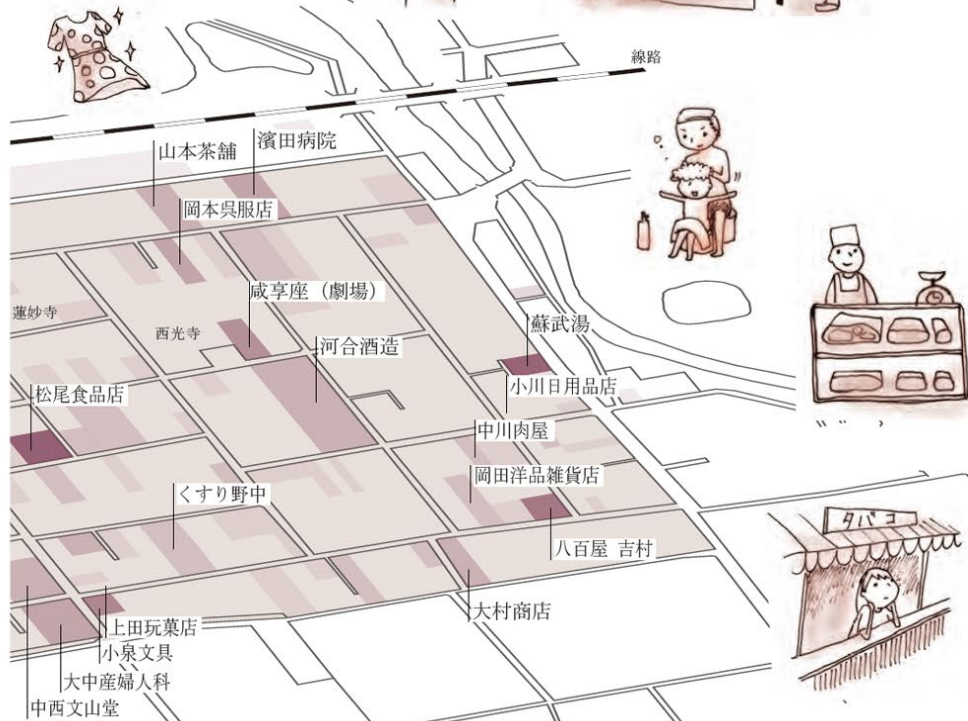 線路
山本茶舗
濱田病院
岡本呉服店
咸享座（劇場）
蓮妙寺
西光寺
河合酒造
蘇武湯
小川日用品店
松尾食品店
中川肉屋
岡田洋品雑貨店
くすり野中
八百屋 吉村
大村商店
上田玩菓店
小泉文具
大中産婦人科
中西文山堂
タバコ